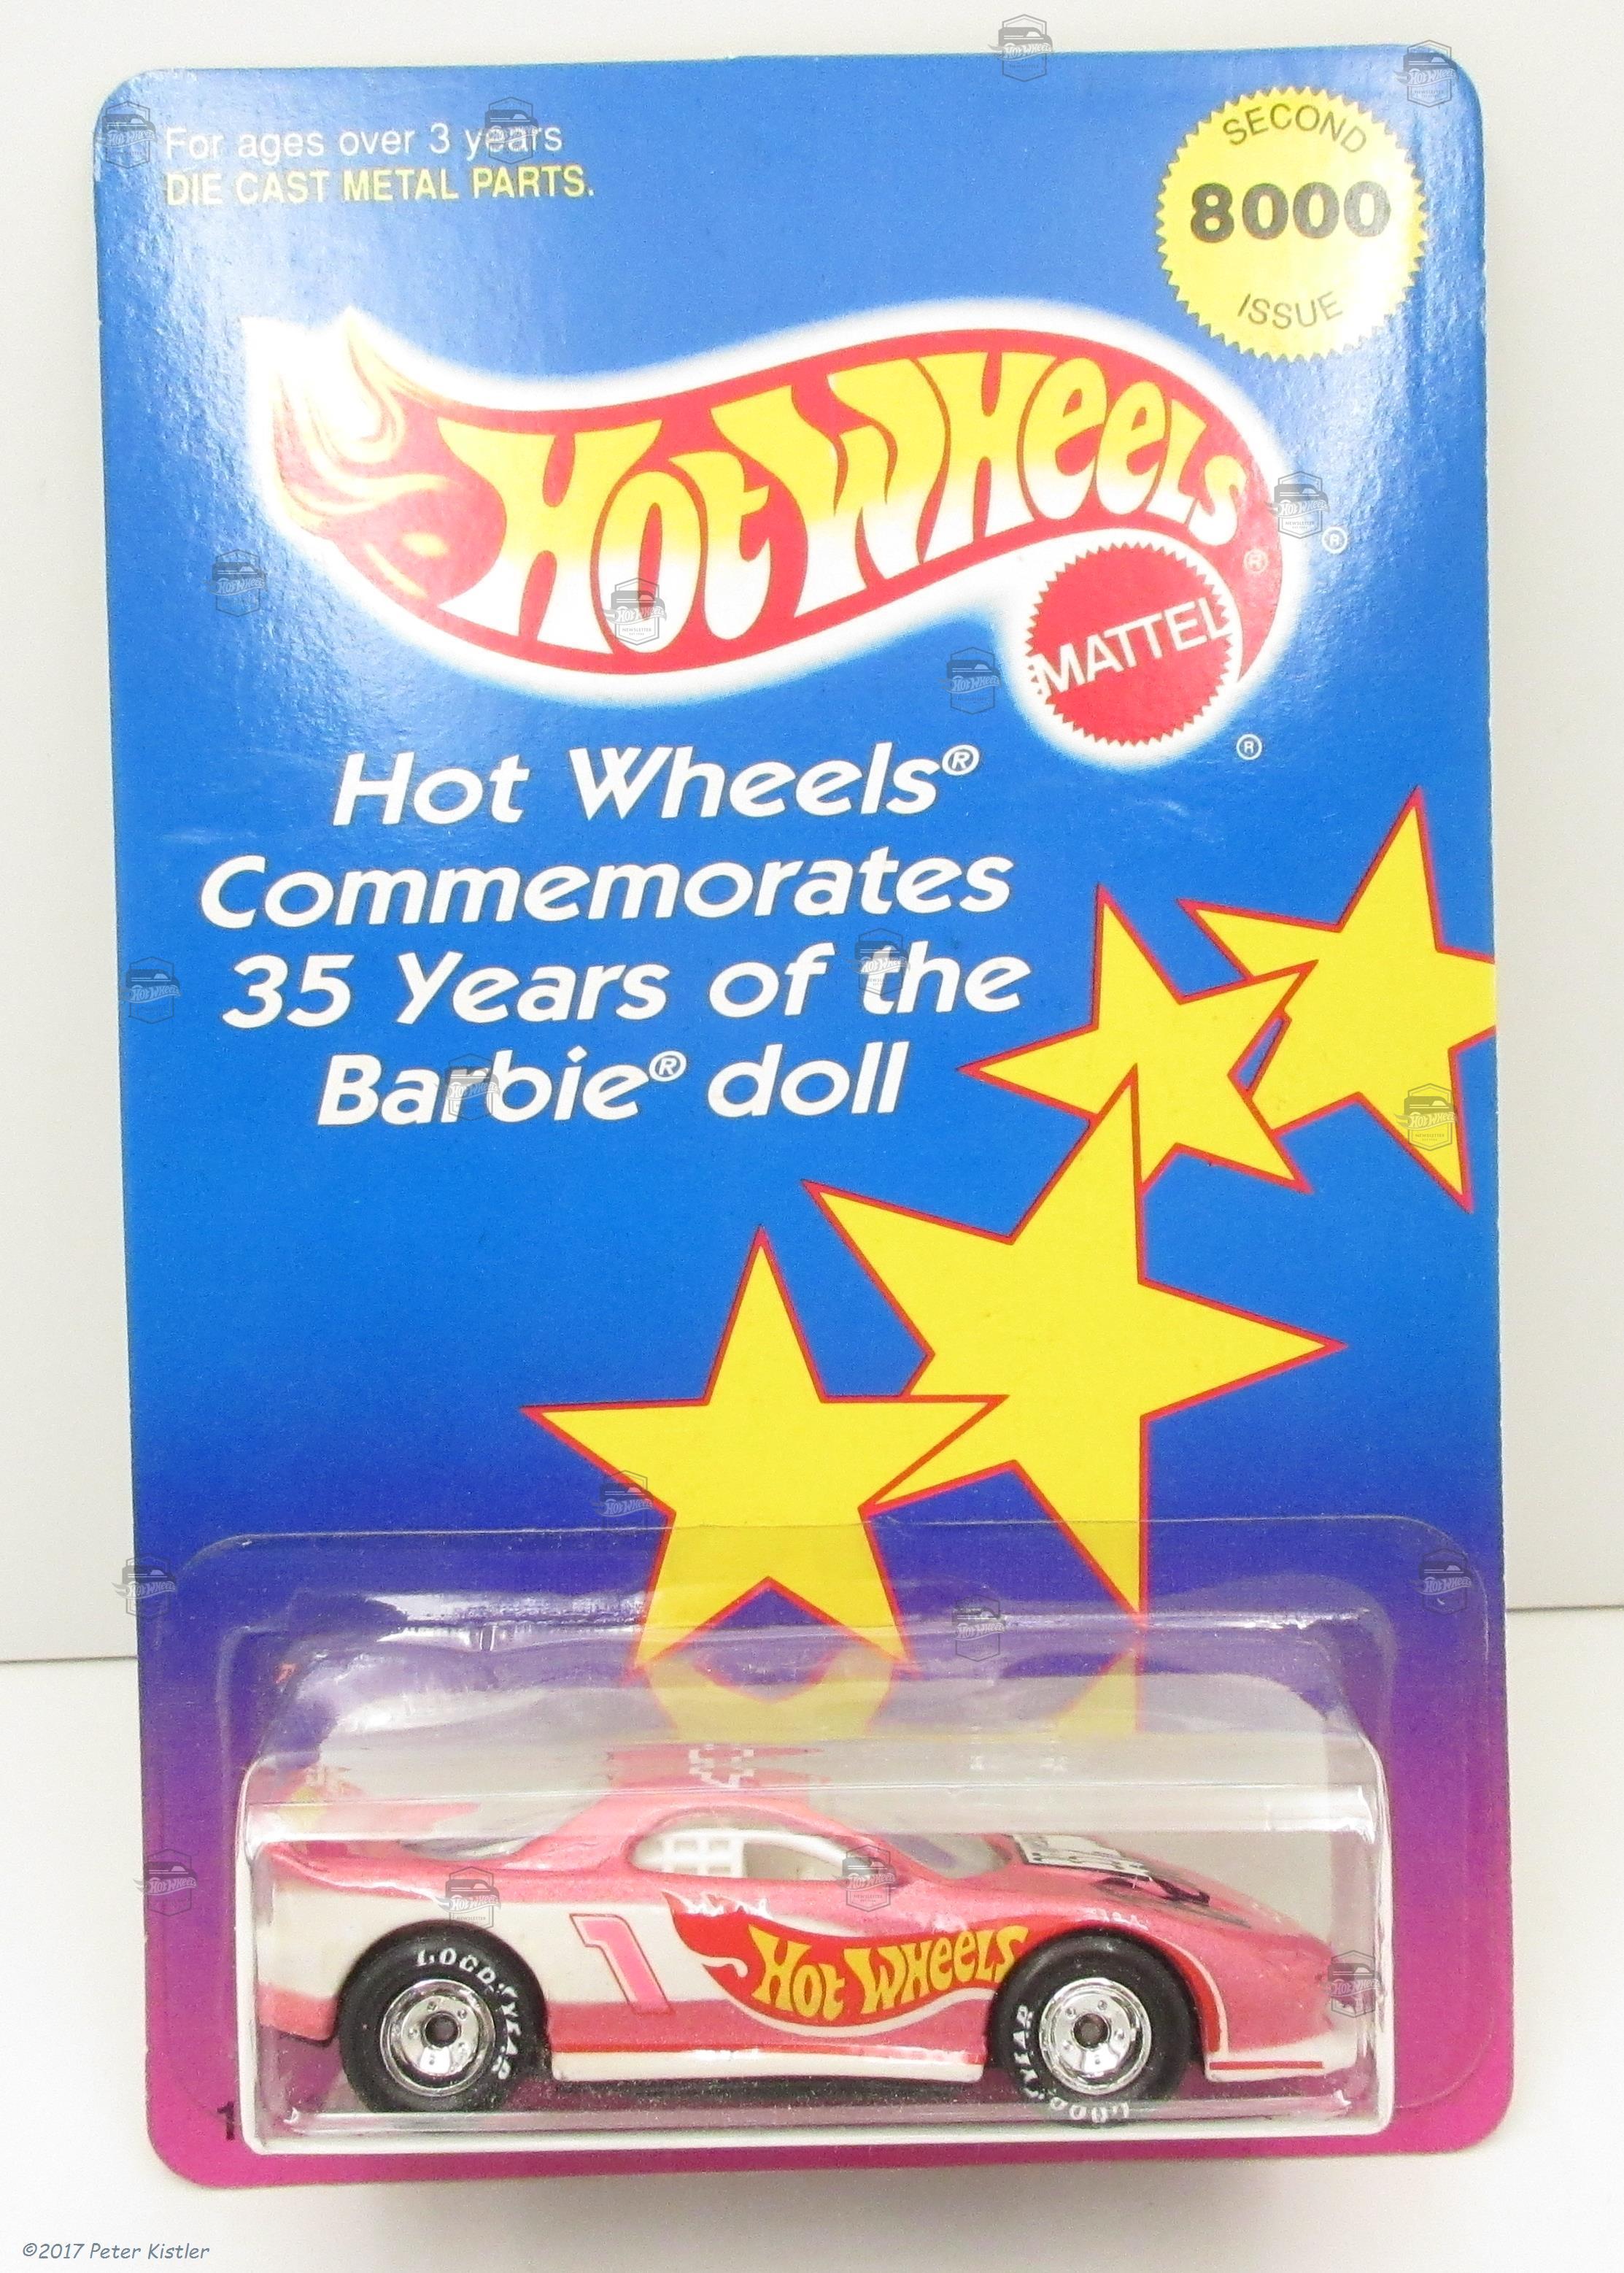 For ages over 3 years
DIE CAST METAL PARTS.
SECOND
8000
ISSUE
Hot Wheels ®
MATTEL ®
®
Hot Wheels®
Commemorates
35 Years of the
Barbie® doll
1
Hot Wheels
GOODYEAR
GOODYEAR
1
©2017 Peter Kistler